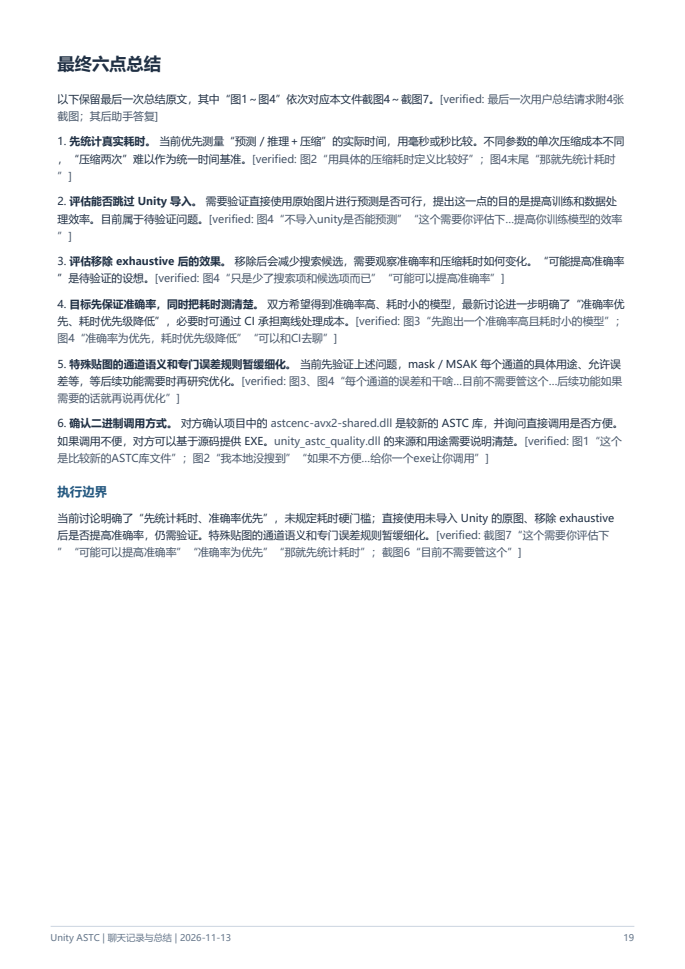 最终六点总结
以下保留最后一次总结原文，其中“图1～图4”依次对应本文件截图4～截图7。[verified: 最后一次用户总结请求附4张
截图；其后助手答复]
1. 先统计真实耗时。 当前优先测量“预测 / 推理 + 压缩”的实际时间，用毫秒或秒比较。不同参数的单次压缩成本不同
，“压缩两次”难以作为统一时间基准。[verified: 图2“用具体的压缩耗时定义比较好”；图4末尾“那就先统计耗时
”]
2. 评估能否跳过 Unity 导入。 需要验证直接使用原始图片进行预测是否可行，提出这一点的目的是提高训练和数据处
理效率。目前属于待验证问题。[verified: 图4“不导入unity是否能预测”“这个需要你评估下…提高你训练模型的效率
”]
3. 评估移除 exhaustive 后的效果。 移除后会减少搜索候选，需要观察准确率和压缩耗时如何变化。“可能提高准确率
”是待验证的设想。[verified: 图4“只是少了搜索项和候选项而已”“可能可以提高准确率”]
4. 目标先保证准确率，同时把耗时测清楚。 双方希望得到准确率高、耗时小的模型，最新讨论进一步明确了“准确率优
先、耗时优先级降低”，必要时可通过 CI 承担离线处理成本。[verified: 图3“先跑出一个准确率高且耗时小的模型”；
图4“准确率为优先，耗时优先级降低”“可以和CI去聊”]
5. 特殊贴图的通道语义和专门误差规则暂缓细化。 当前先验证上述问题，mask / MSAK 每个通道的具体用途、允许误
差等，等后续功能需要时再研究优化。[verified: 图3、图4“每个通道的误差和干啥…目前不需要管这个…后续功能如果
需要的话就再说再优化”]
6. 确认二进制调用方式。 对方确认项目中的 astcenc-avx2-shared.dll 是较新的 ASTC 库，并询问直接调用是否方便。
如果调用不便，对方可以基于源码提供 EXE。unity_astc_quality.dll 的来源和用途需要说明清楚。[verified: 图1“这个
是比较新的ASTC库文件”；图2“我本地没搜到”“如果不方便…给你一个exe让你调用”]
执行边界
当前讨论明确了“先统计耗时、准确率优先”，未规定耗时硬门槛；直接使用未导入 Unity 的原图、移除 exhaustive
后是否提高准确率，仍需验证。特殊贴图的通道语义和专门误差规则暂缓细化。[verified: 截图7“这个需要你评估下
”“可能可以提高准确率”“准确率为优先”“那就先统计耗时”；截图6“目前不需要管这个”]
Unity ASTC | 聊天记录与总结 | 2026-11-13
19